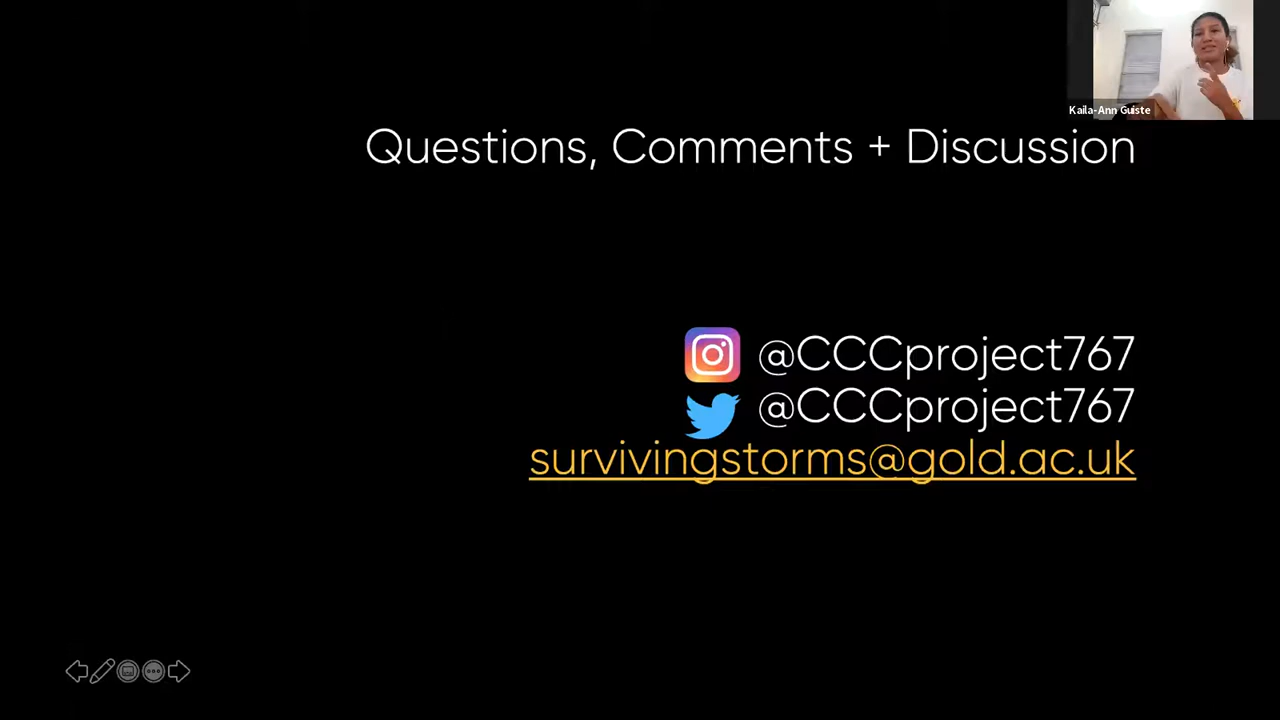 Kaila-Ann Guiste
Questions, Comments + Discussion
@CCCproject767
@CCCproject767
survivingstorms@gold.ac.uk